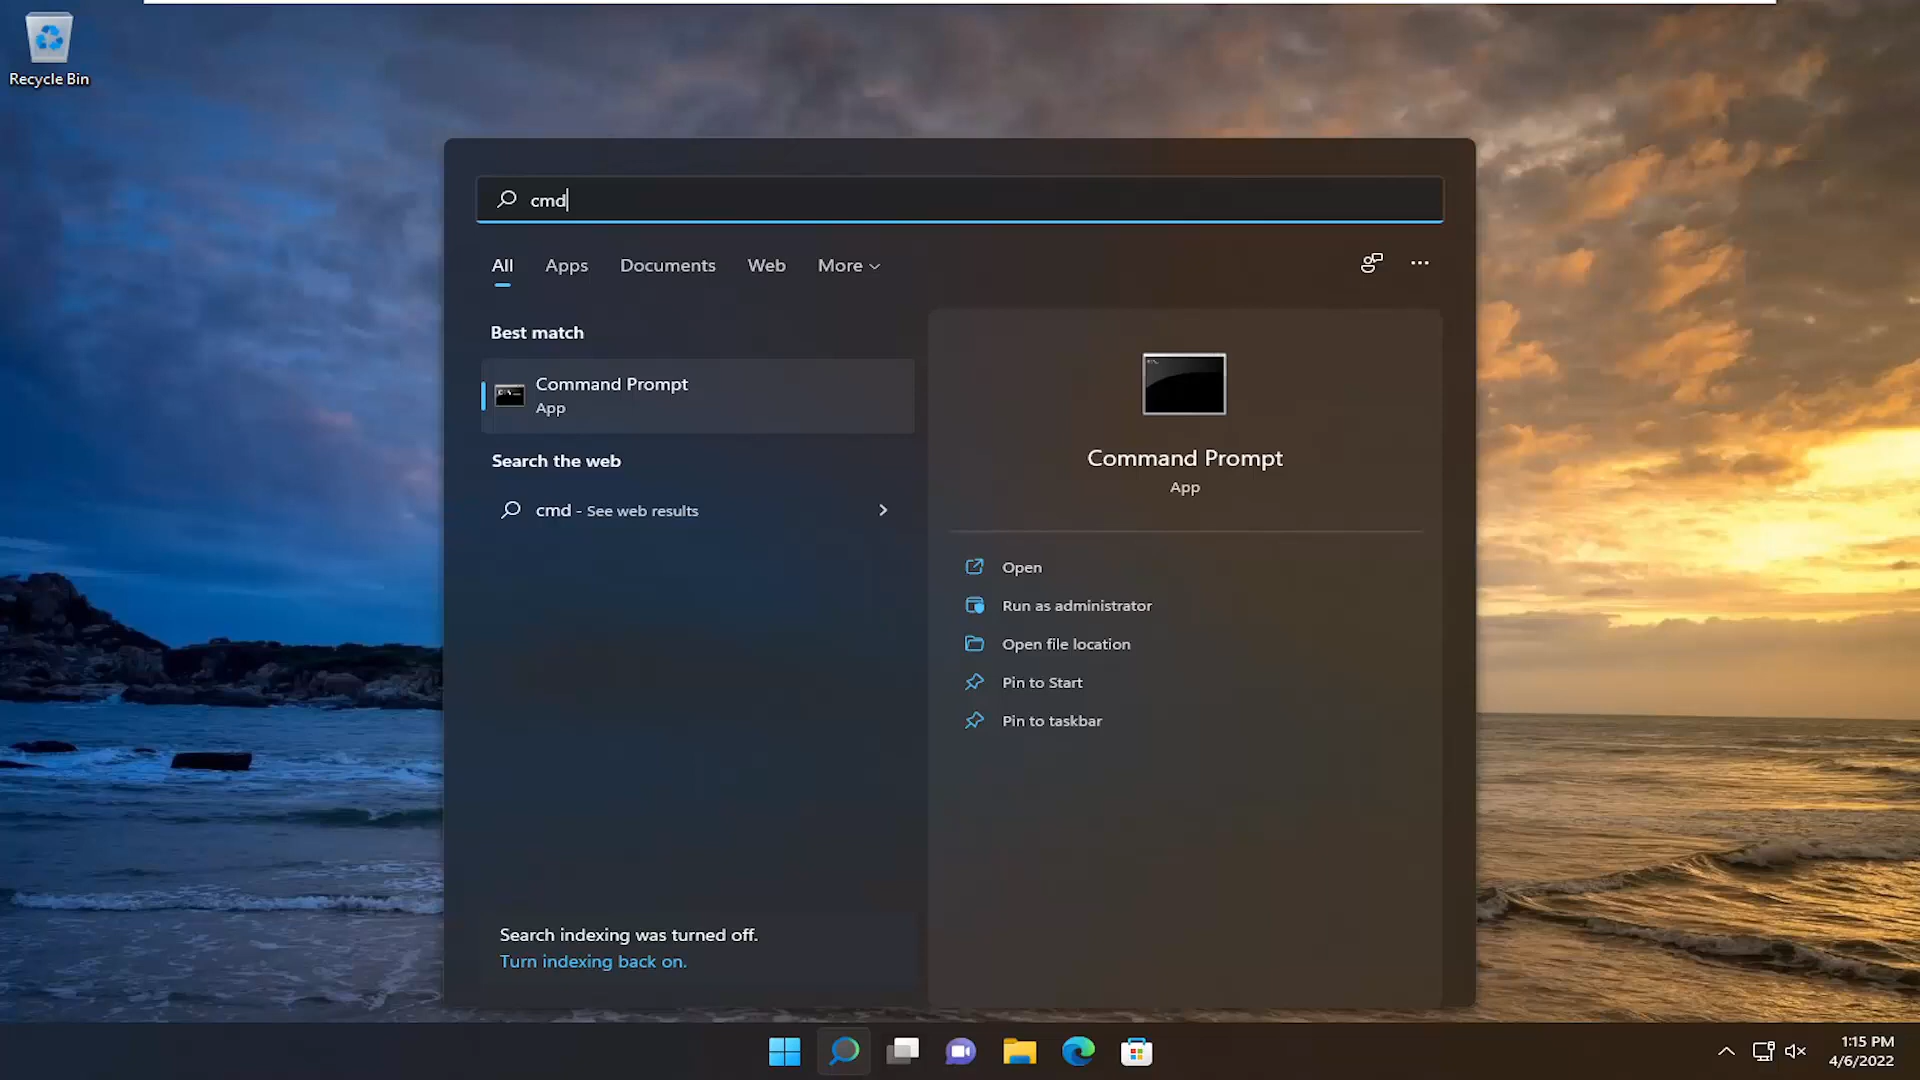 Recycle Bin
cmd
All Apps Documents Web More
Best match
Command Prompt
App
Search the web
cmd - See web results
Command Prompt
App
Open
Run as administrator
Open file location
Pin to Start
Pin to taskbar
Search indexing was turned off.
Turn indexing back on.
1:15 PM
4/6/2022